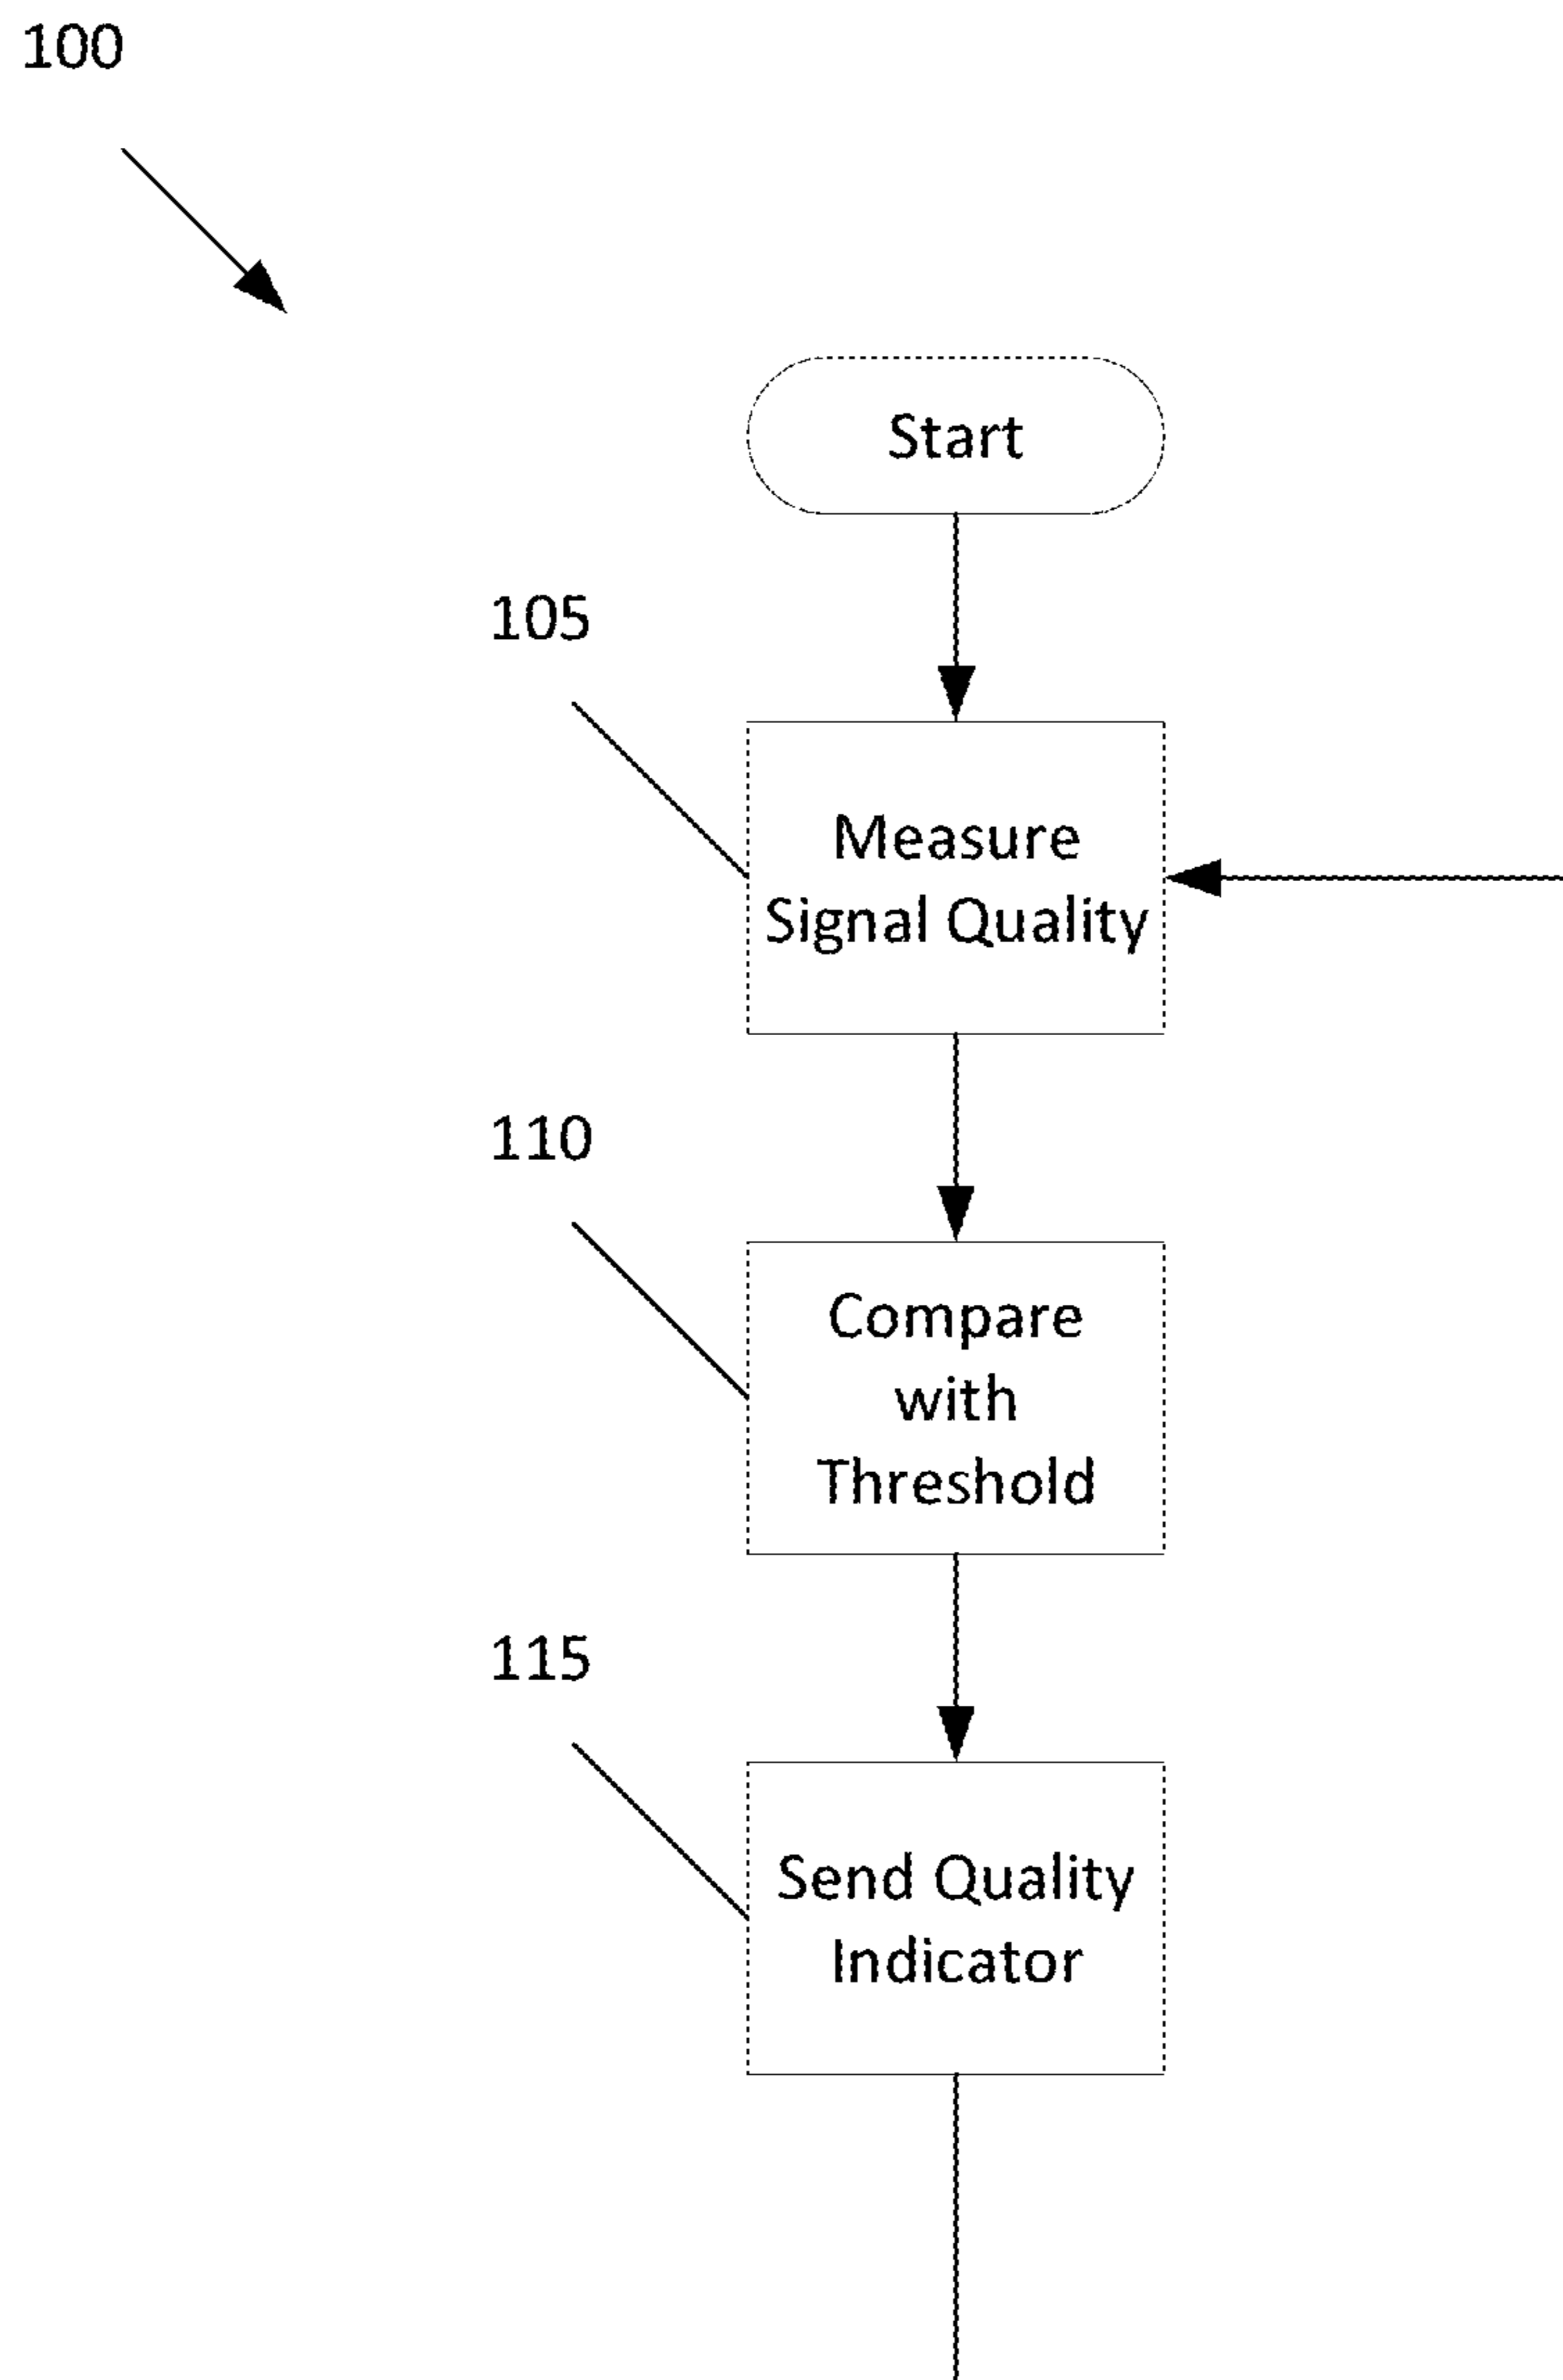 100
Start
105
Measure
Signal Quality
110
Compare
with
Threshold
115
Send Quality
Indicator